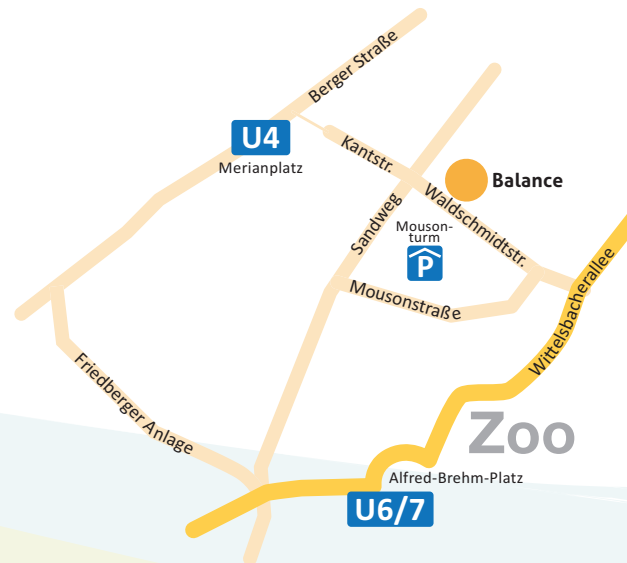 Berger Straße
U4
Merianplatz
Kantstr.
Balance
Waldschmidtstr.
Sandweg
Mouson-
turm
P
Mousonstraße
Wittelsbacherallee
Friedberger Anlage
Zoo
Alfred-Brehm-Platz
U6/7